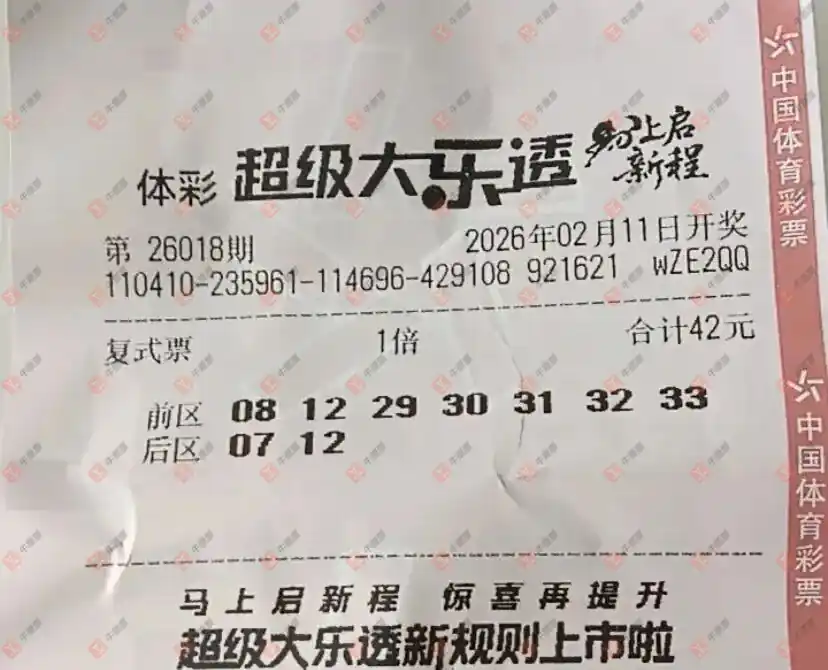 体彩 超级大乐透 马上启新程
第 26018期 2026年02月11日开奖
110410-235961-114696-429108 921621 WZE2QQ
复式票 1倍 合计42元
前区 08 12 29 30 31 32 33
后区 07 12
马上启新程 惊喜再提升
超级大乐透新规则上市啦
中国体育彩票
中国体育彩票